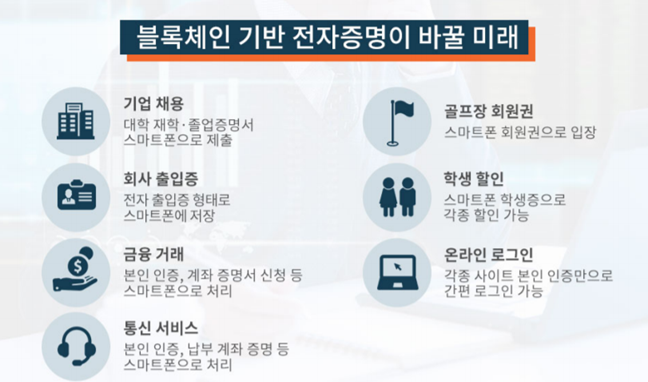 블록체인 기반 전자증명이 바꿀 미래
기업 채용
대학 재학·졸업증명서
스마트폰으로 제출
회사 출입증
전자 출입증 형태로
스마트폰에 저장
금융 거래
본인 인증, 계좌 증명서 신청 등
스마트폰으로 처리
통신 서비스
본인 인증, 납부 계좌 증명 등
스마트폰으로 처리
골프장 회원권
스마트폰 회원권으로 입장
학생 할인
스마트폰 학생증으로
각종 할인 가능
온라인 로그인
각종 사이트 본인 인증만으로
간편 로그인 가능